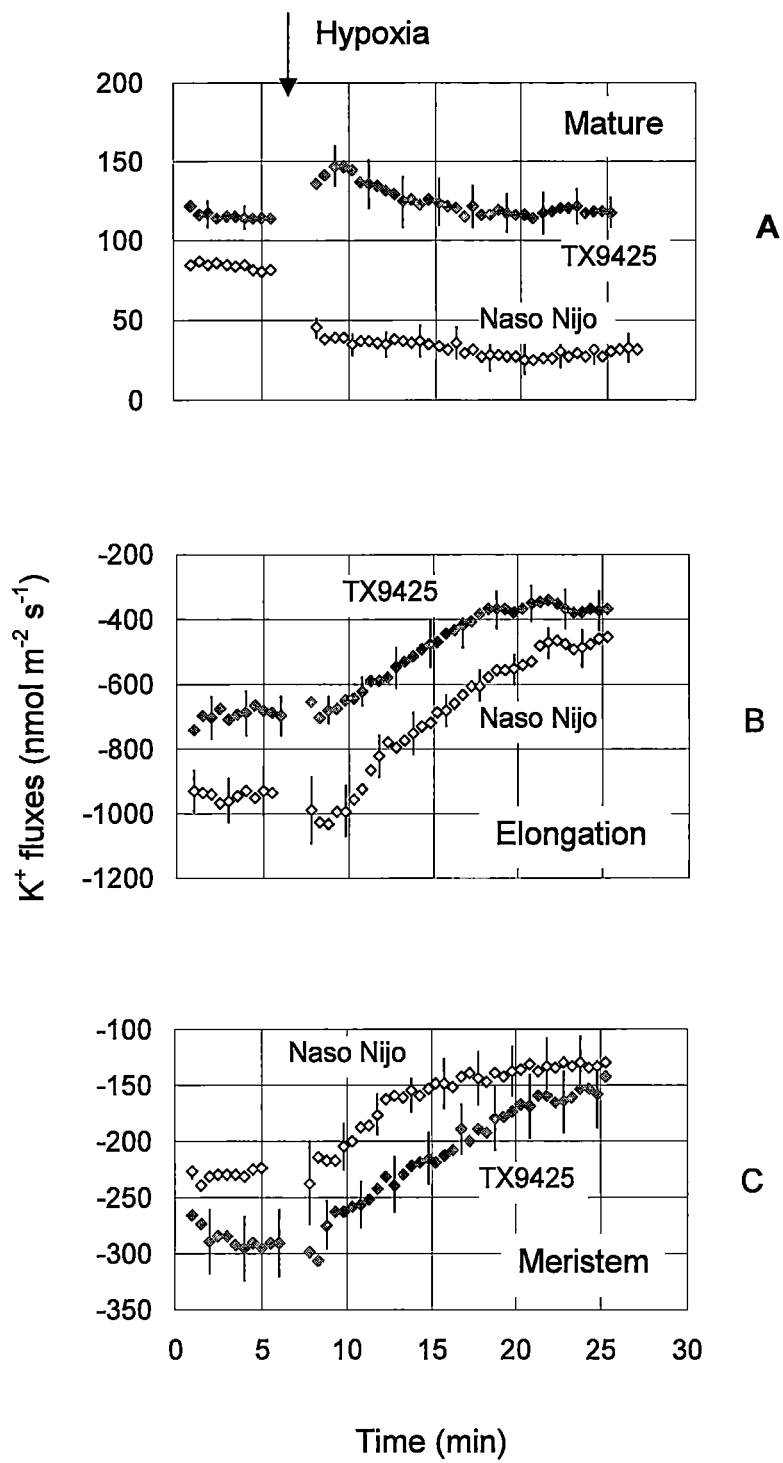 Hypoxia
200
150
100
50
0
Mature
TX9425
Naso Nijo
A
K⁺ fluxes (nmol m⁻² s⁻¹)
-200
-400
-600
-800
-1000
-1200
TX9425
Naso Nijo
Elongation
B
-100
-150
-200
-250
-300
-350
Naso Nijo
TX9425
Meristem
C
0 5 10 15 20 25 30
Time (min)